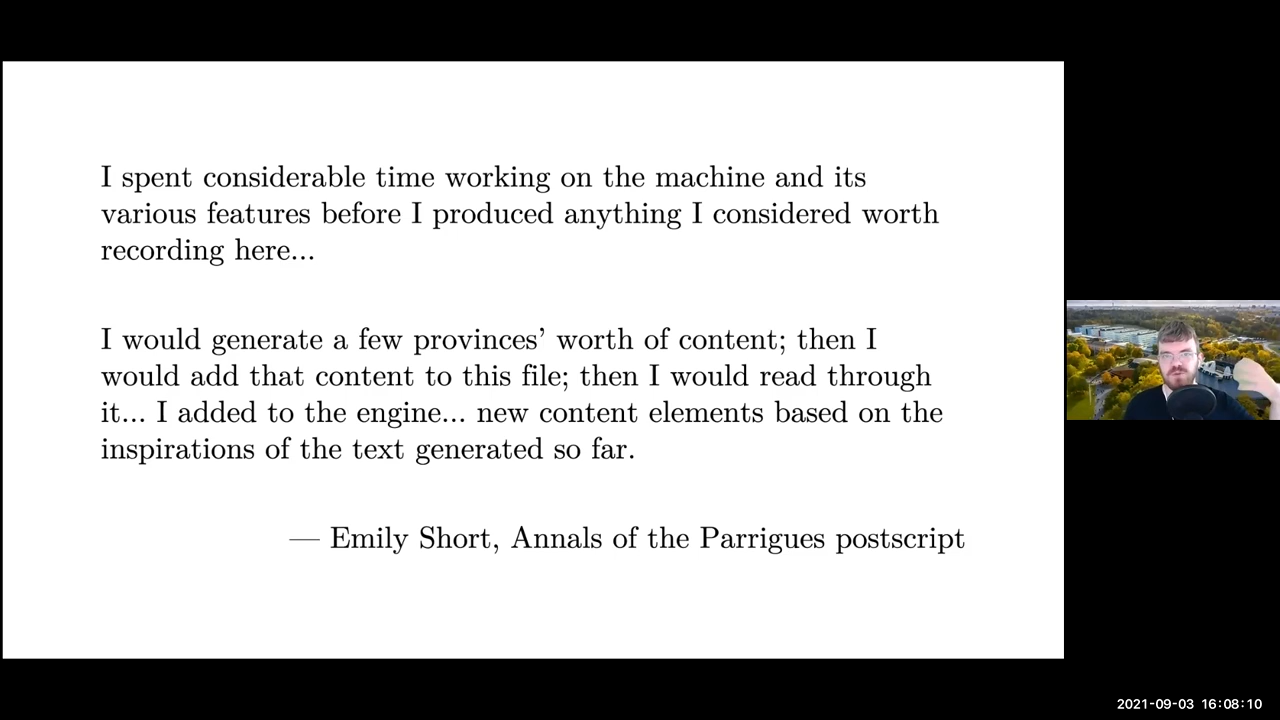 I spent considerable time working on the machine and its
various features before I produced anything I considered worth
recording here...
I would generate a few provinces’ worth of content; then I
would add that content to this file; then I would read through
it... I added to the engine... new content elements based on the
inspirations of the text generated so far.
— Emily Short, Annals of the Parrigues postscript
2021-09-03 16:08:10